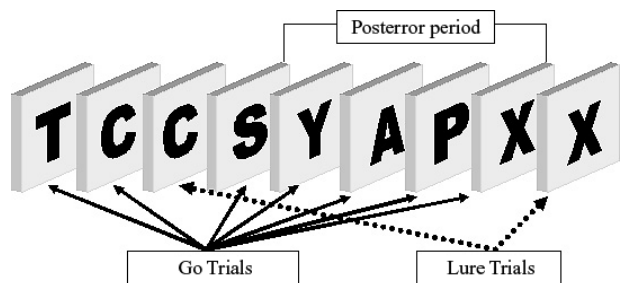 Posterror period
T C C S Y A P X X
Go Trials
Lure Trials